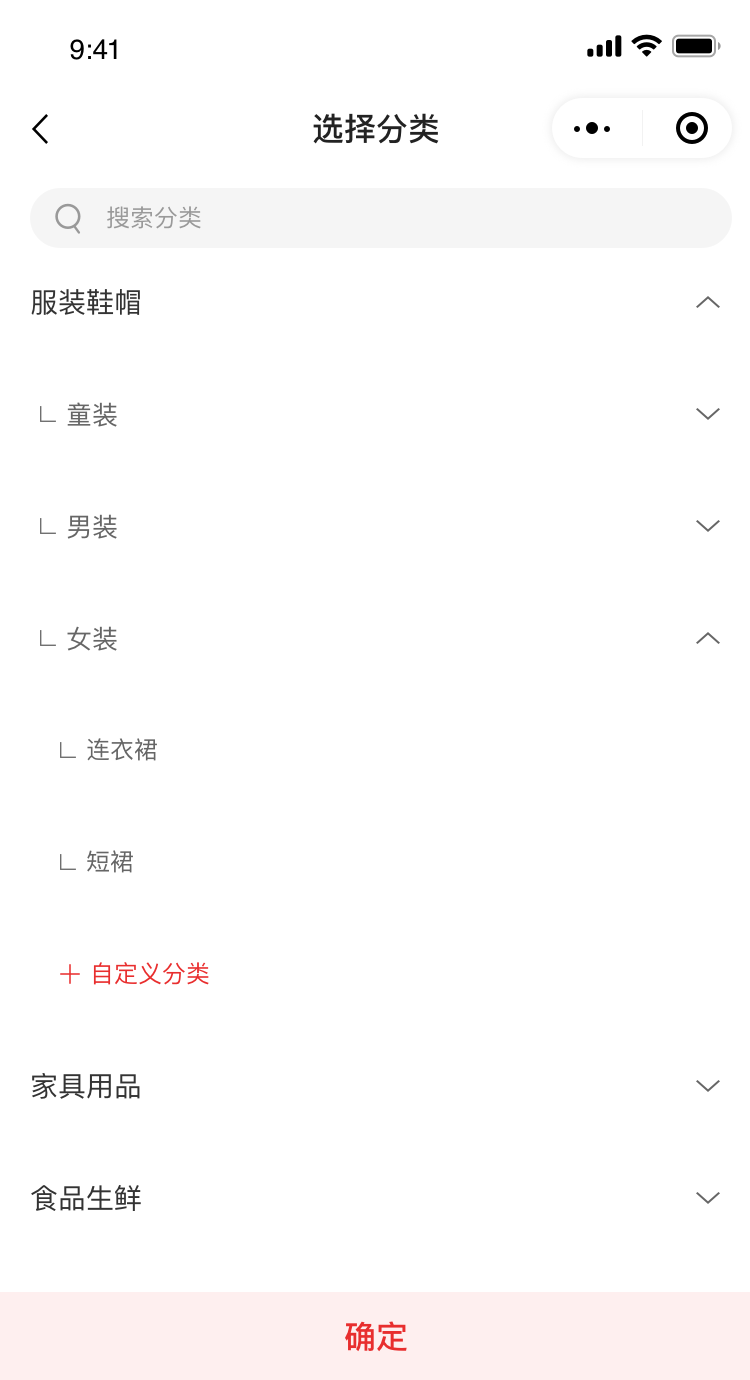 9:41
选择分类
搜索分类
服装鞋帽
童装
男装
女装
连衣裙
短裙
+ 自定义分类
家具用品
食品生鲜
确定